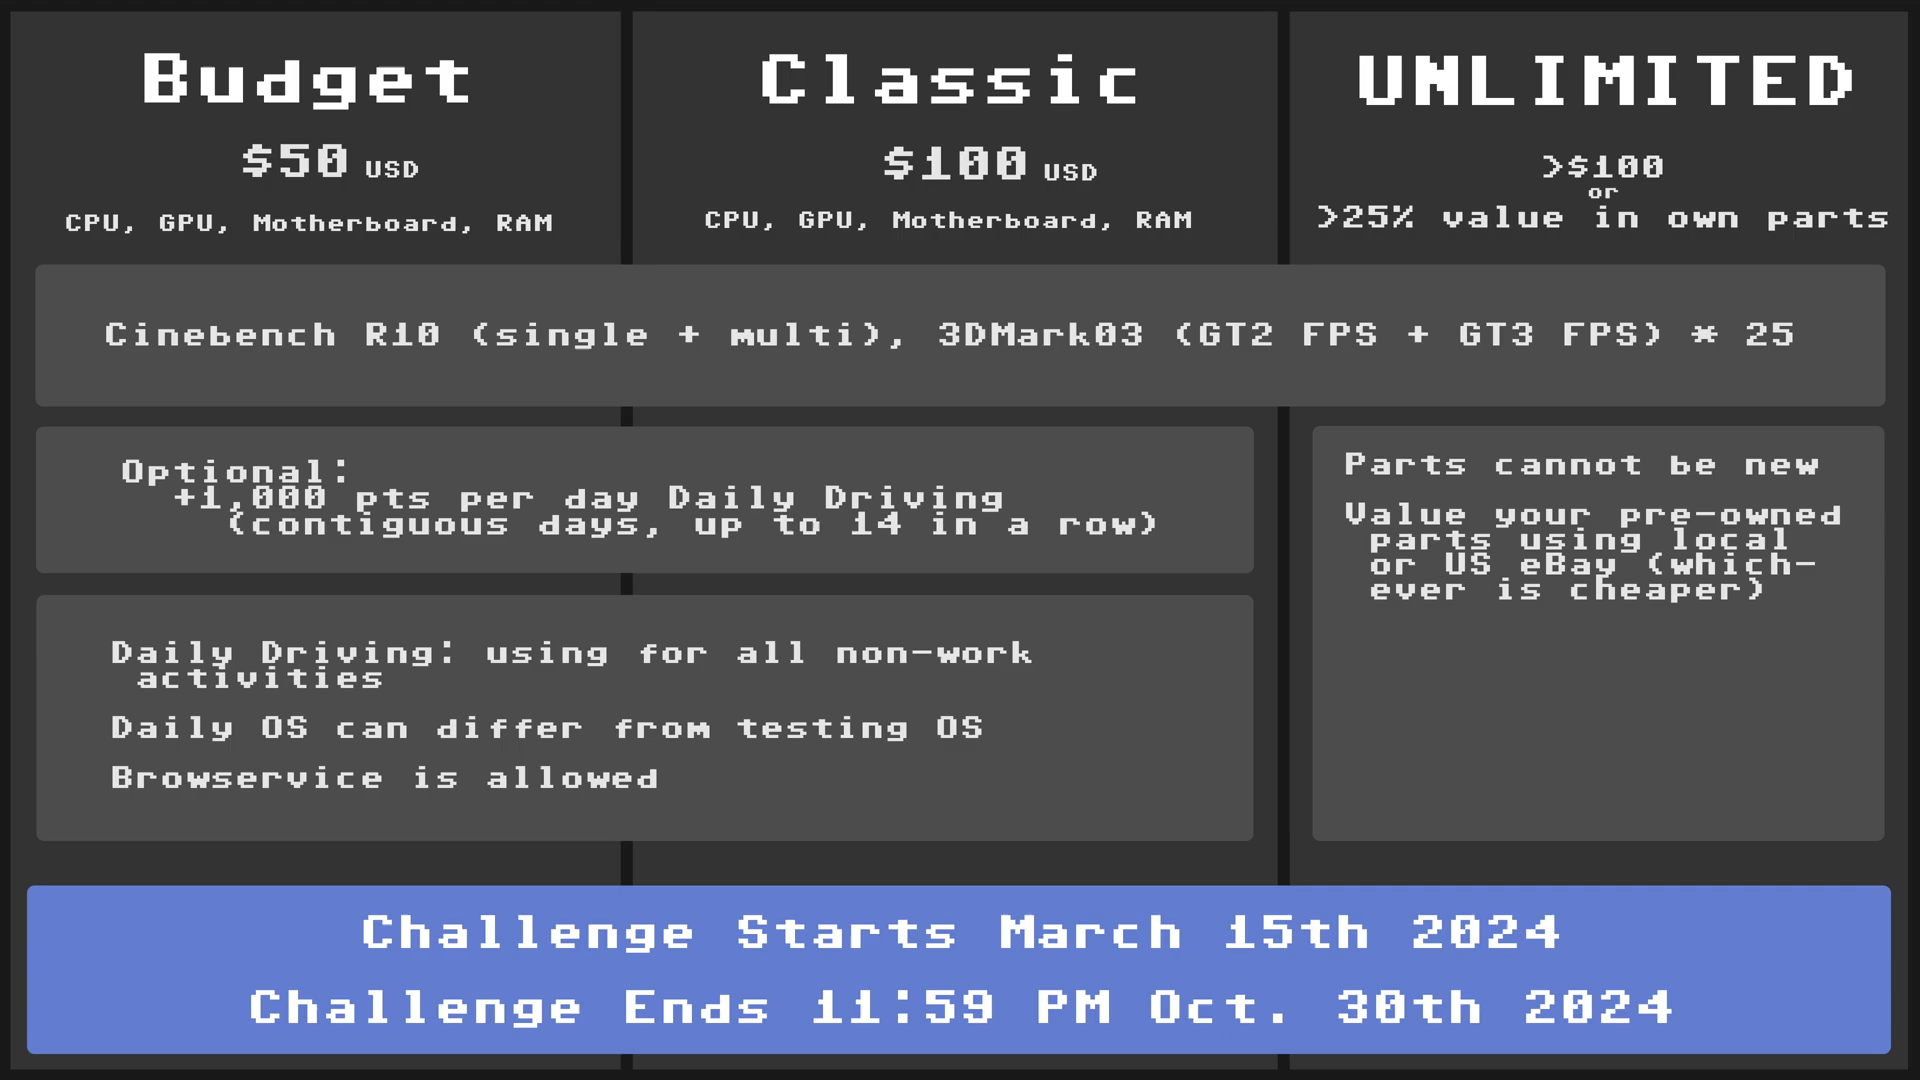 Budget
$50 USD
CPU, GPU, Motherboard, RAM
Classic
$100 USD
CPU, GPU, Motherboard, RAM
UNLIMITED
>$100
or
>25% value in own parts
Cinebench R10 (single + multi), 3DMark03 (GT2 FPS + GT3 FPS) * 25
Optional:
+1,000 pts per day Daily Driving
(contiguous days, up to 14 in a row)
Daily Driving: using for all non-work
activities
Daily OS can differ from testing OS
Browservice is allowed
Parts cannot be new
Value your pre-owned
parts using local
or US eBay (which-
ever is cheaper)
Challenge Starts March 15th 2024
Challenge Ends 11:59 PM Oct. 30th 2024